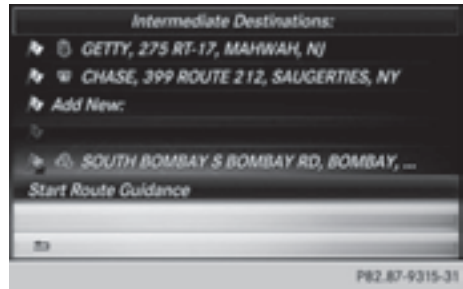 Intermediate Destinations:
GETTY, 275 RT-17, MAHWAH, NJ
CHASE, 399 ROUTE 212, SAUGERTIES, NY
Add New:
SOUTH BOMBAY S BOMBAY RD, BOMBAY, ...
Start Route Guidance
P82.87-9315-31